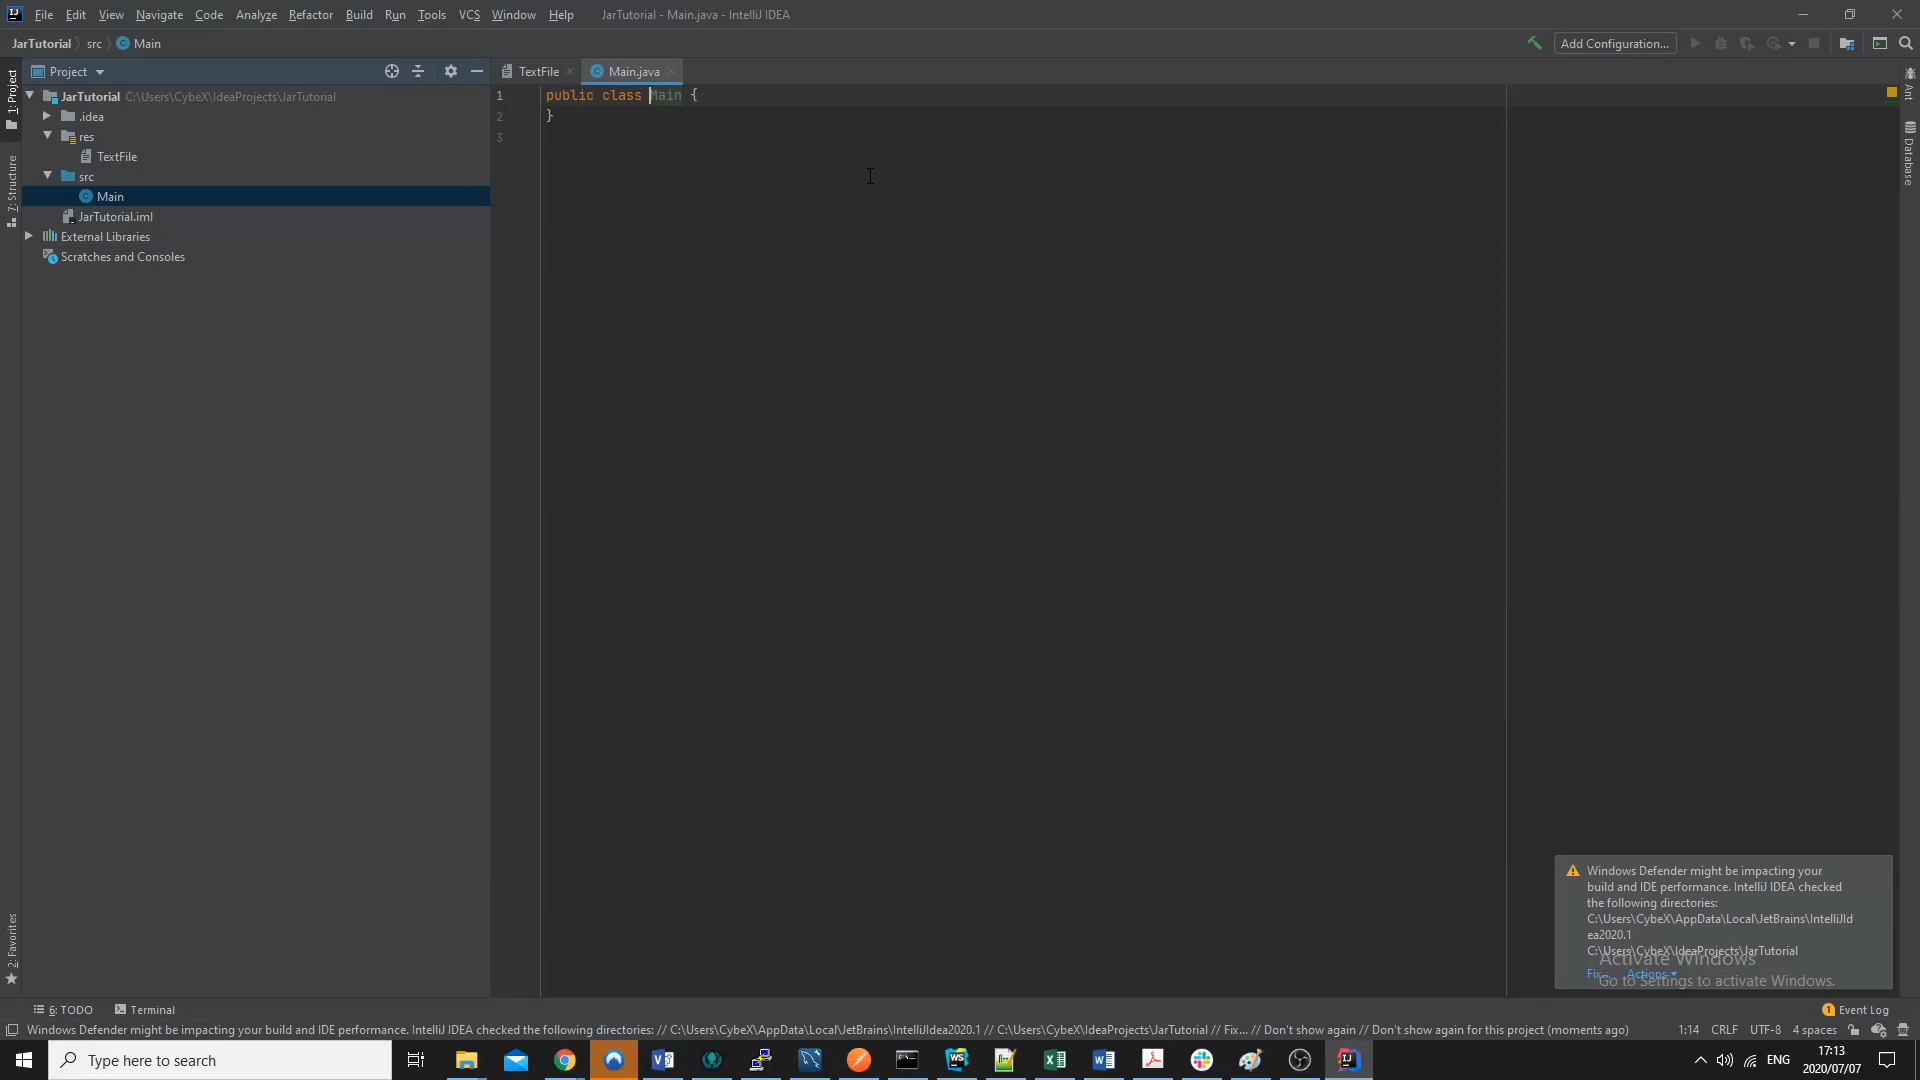 File Edit View Navigate Code Analyze Refactor Build Run Tools VCS Window Help JarTutorial - Main.java - IntelliJ IDEA
JarTutorial src Main Add Configuration...
1: Project
Project
TextFile
Main.java
JarTutorial C:\Users\CybeX\IdeaProjects\JarTutorial
.idea
res
TextFile
src
Main
JarTutorial.iml
External Libraries
Scratches and Consoles
7: Structure
2: Favorites
1 public class Main {
2 }
3
Ant
Database
Windows Defender might be impacting your
build and IDE performance. IntelliJ IDEA checked
the following directories:
C:\Users\CybeX\AppData\Local\JetBrains\IntelliJId
ea2020.1
C:\Users\CybeX\IdeaProjects\JarTutorial
Fix... Actions
Activate Windows
Go to Settings to activate Windows.
6: TODO Terminal 1 Event Log
Windows Defender might be impacting your build and IDE performance. IntelliJ IDEA checked the following directories: // C:\Users\CybeX\AppData\Local\JetBrains\IntelliJIdea2020.1 // C:\Users\CybeX\IdeaProjects\JarTutorial // Fix... // Don't show again // Don't show again for this project (moments ago) 1:14 CRLF UTF-8 4 spaces
Type here to search
ENG
17:13
2020/07/07